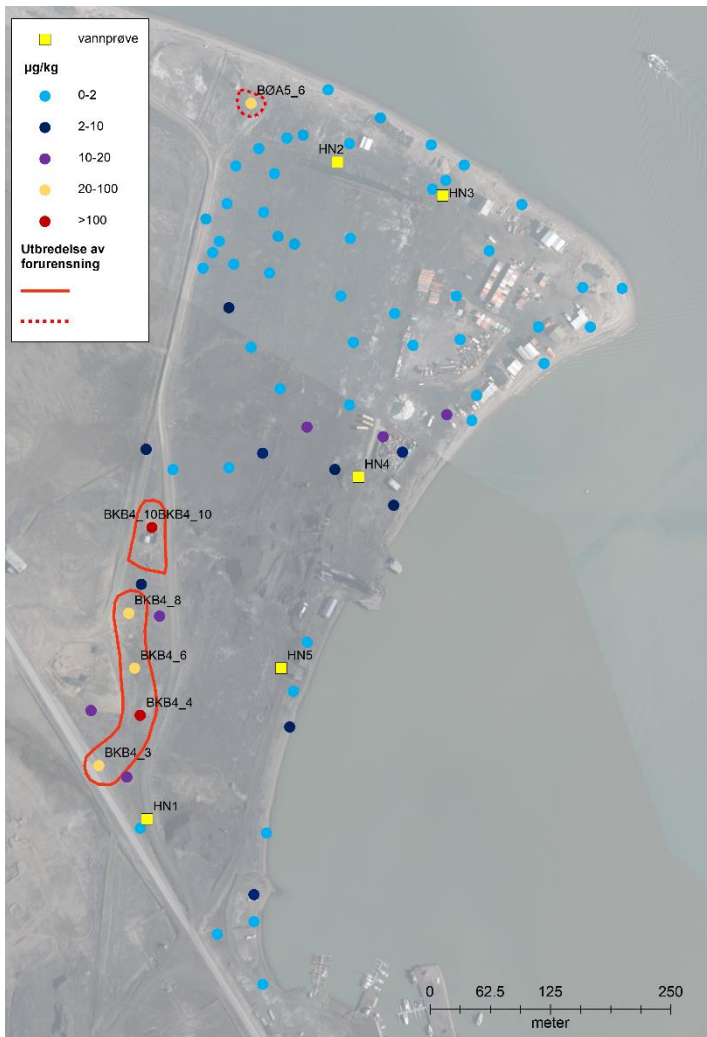 vannprøve
µg/kg
0-2
2-10
10-20
20-100
>100
Utbredelse av
forurensning
BØA5_6
HN2
HN3
HN4
BKB4_10BKB4_10
BKB4_8
BKB4_6
HN5
BKB4_4
BKB4_3
HN1
0 62.5 125 250
meter